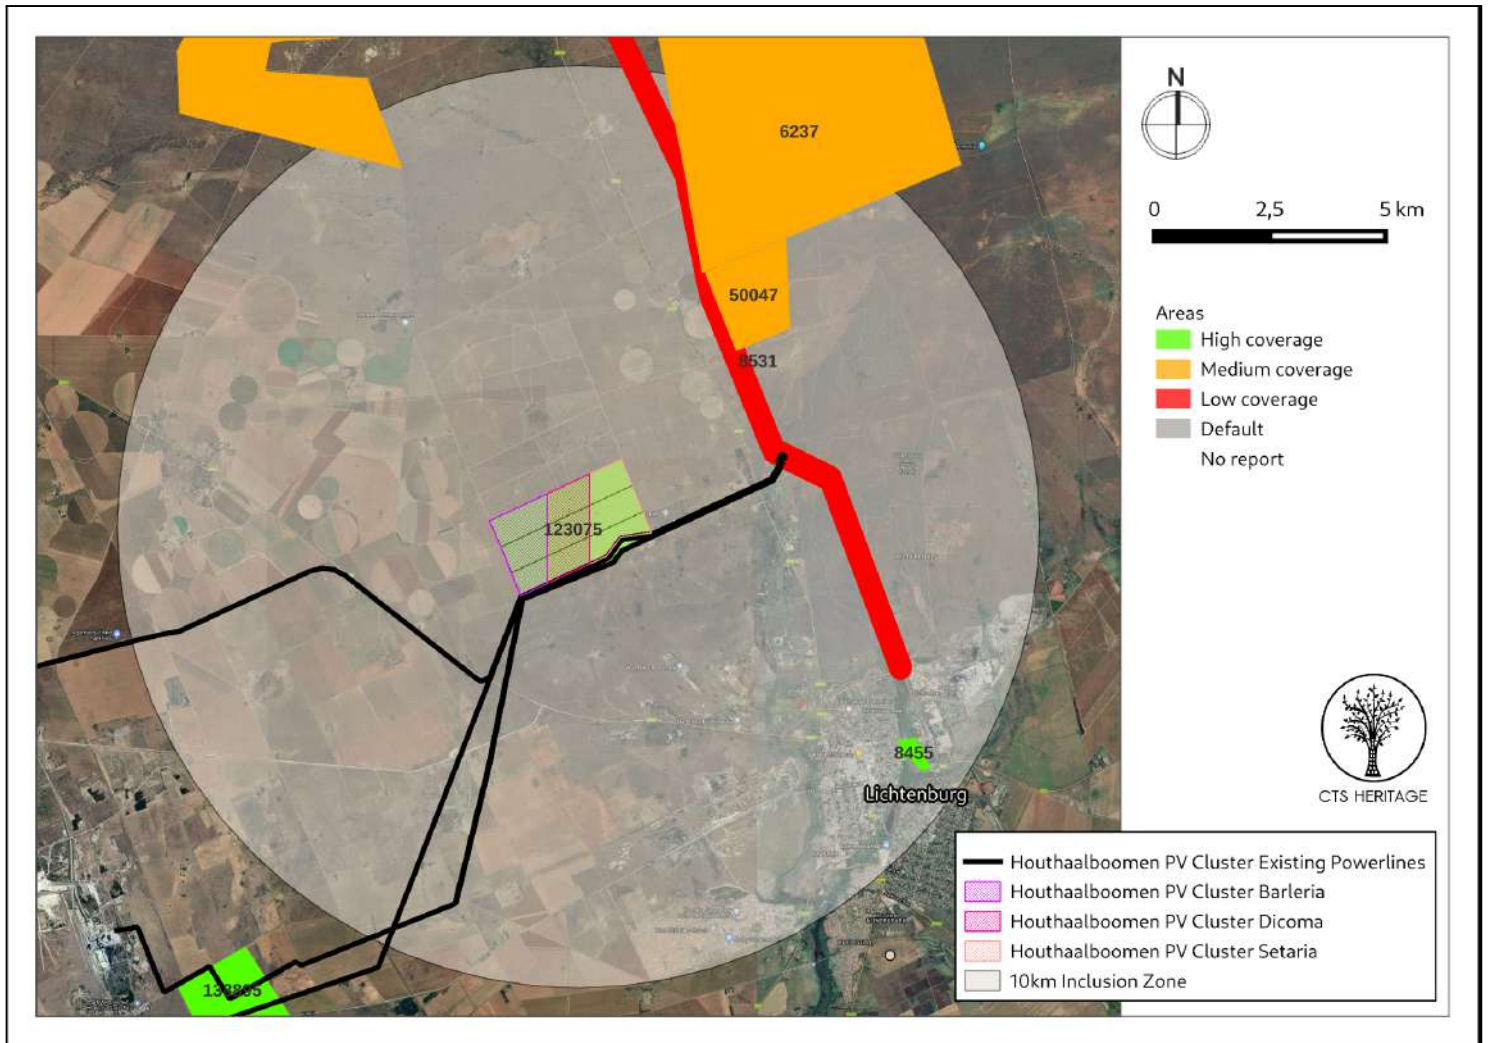 N
0 2,5 5 km
6237
50047
8531
123075
8455
Lichtenburg
Areas
High coverage
Medium coverage
Low coverage
Default
No report
CTS HERITAGE
Houthaalboomen PV Cluster Existing Powerlines
Houthaalboomen PV Cluster Barleria
Houthaalboomen PV Cluster Dicoma
Houthaalboomen PV Cluster Setaria
10km Inclusion Zone